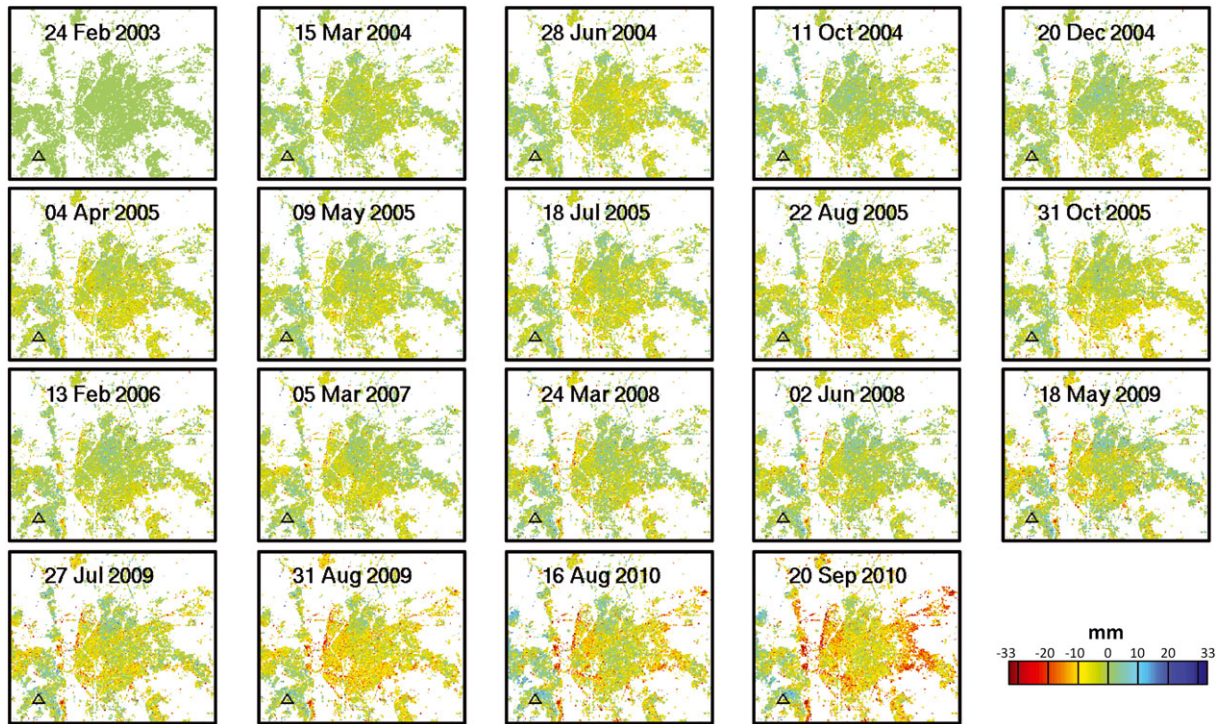 24 Feb 2003
15 Mar 2004
28 Jun 2004
11 Oct 2004
20 Dec 2004
04 Apr 2005
09 May 2005
18 Jul 2005
22 Aug 2005
31 Oct 2005
13 Feb 2006
05 Mar 2007
24 Mar 2008
02 Jun 2008
18 May 2009
27 Jul 2009
31 Aug 2009
16 Aug 2010
20 Sep 2010
mm
-33 -20 -10 0 10 20 33